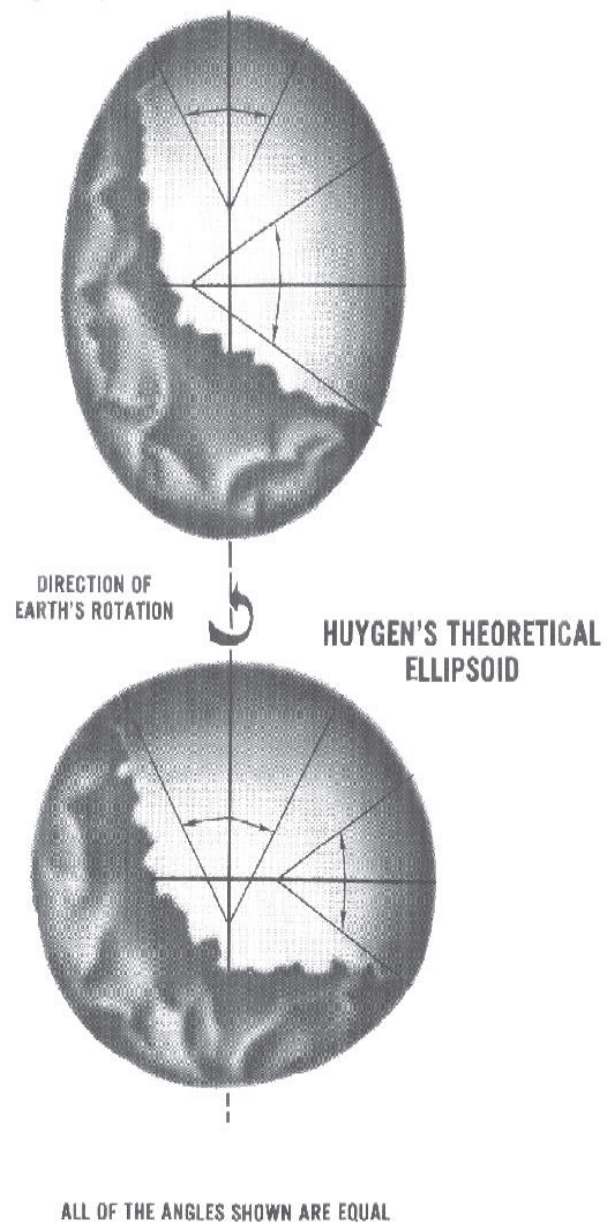 DIRECTION OF
EARTH'S ROTATION
HUYGEN'S THEORETICAL
ELLIPSOID
ALL OF THE ANGLES SHOWN ARE EQUAL